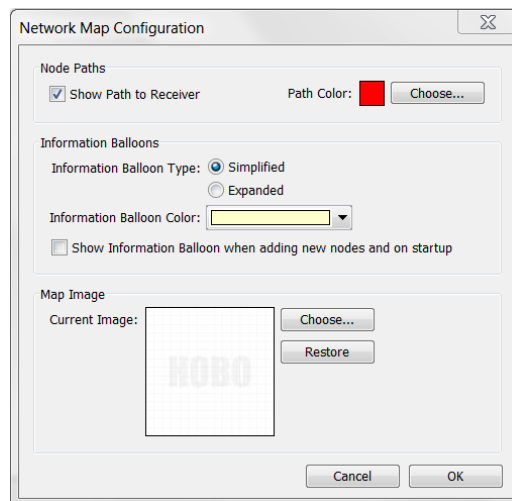 Network Map Configuration
Node Paths
Show Path to Receiver Path Color: Choose...
Information Balloons
Information Balloon Type: Simplified
Expanded
Information Balloon Color:
Show Information Balloon when adding new nodes and on startup
Map Image
Current Image: Choose...
Restore
HOBO
Cancel OK